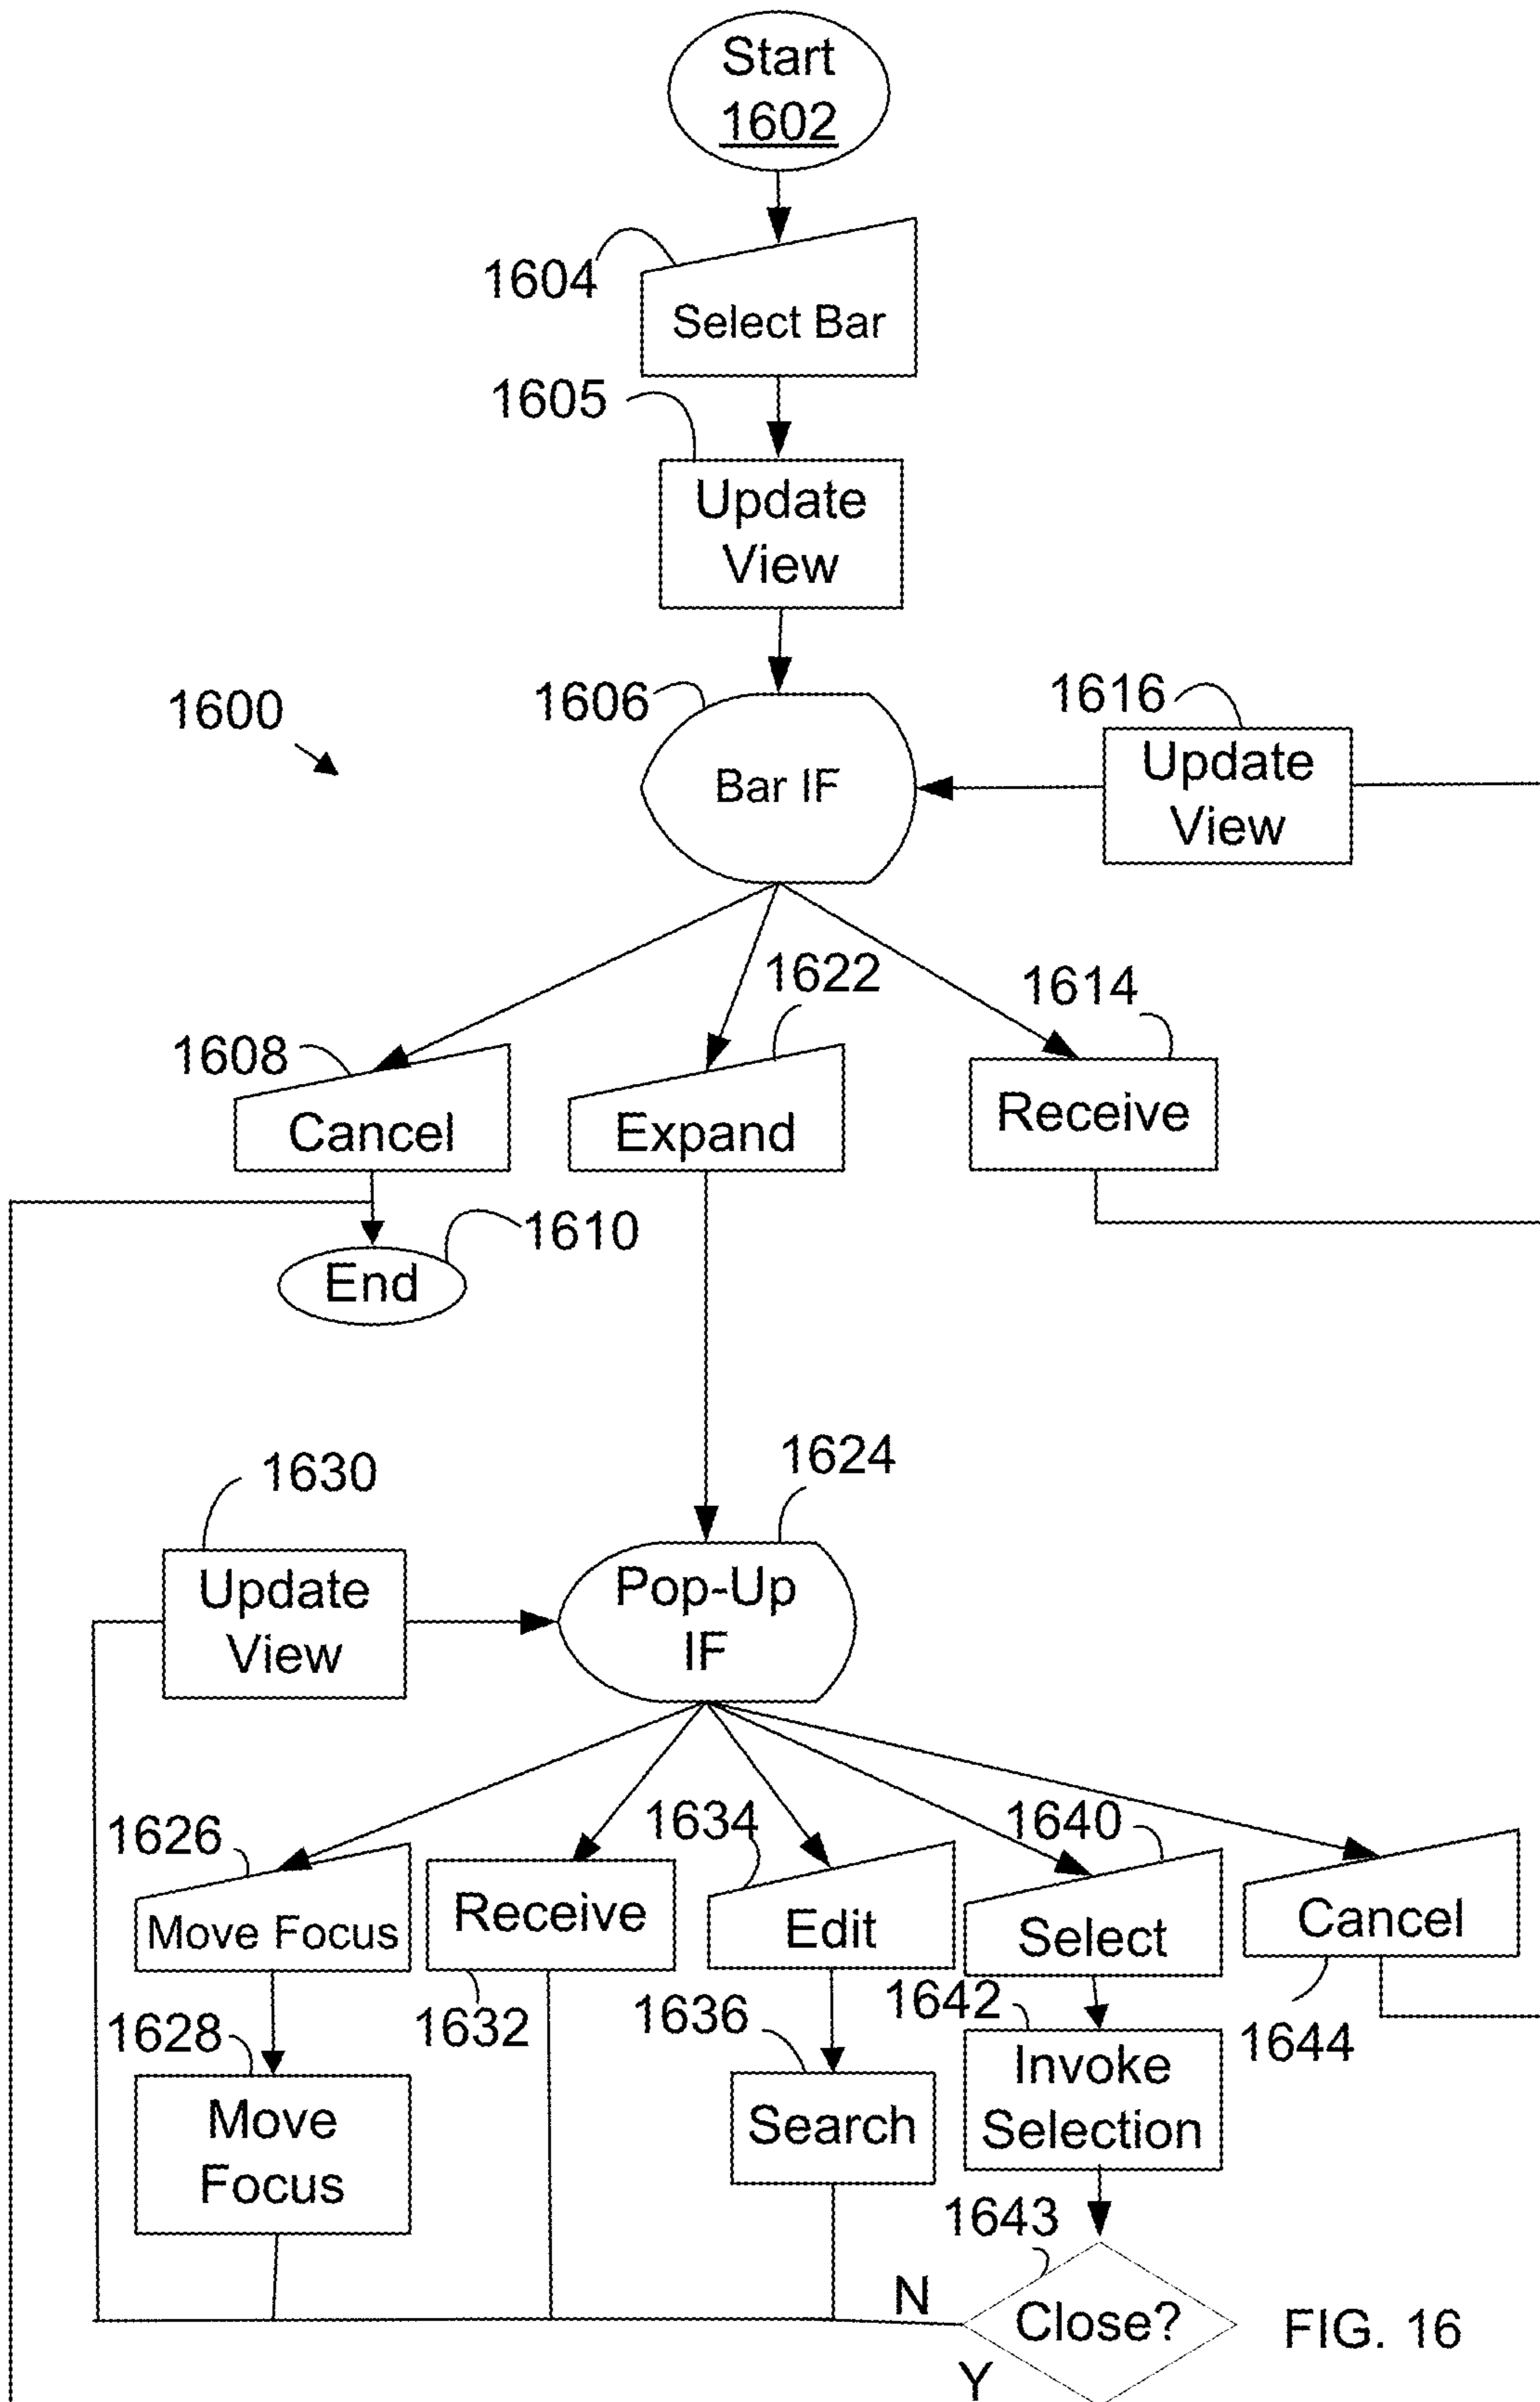 Start
1602
1604
Select Bar
1605
Update
View
1600
1606
Bar IF
1616
Update
View
1622
1614
1608
Cancel
Expand
Receive
1610
End
1624
1630
Update
View
Pop-Up
IF
1626
Move Focus
Receive
1632
1634
Edit
1640
Select
Cancel
1644
1628
Move
Focus
1636
Search
1642
Invoke
Selection
1643
Close?
N
Y
FIG. 16